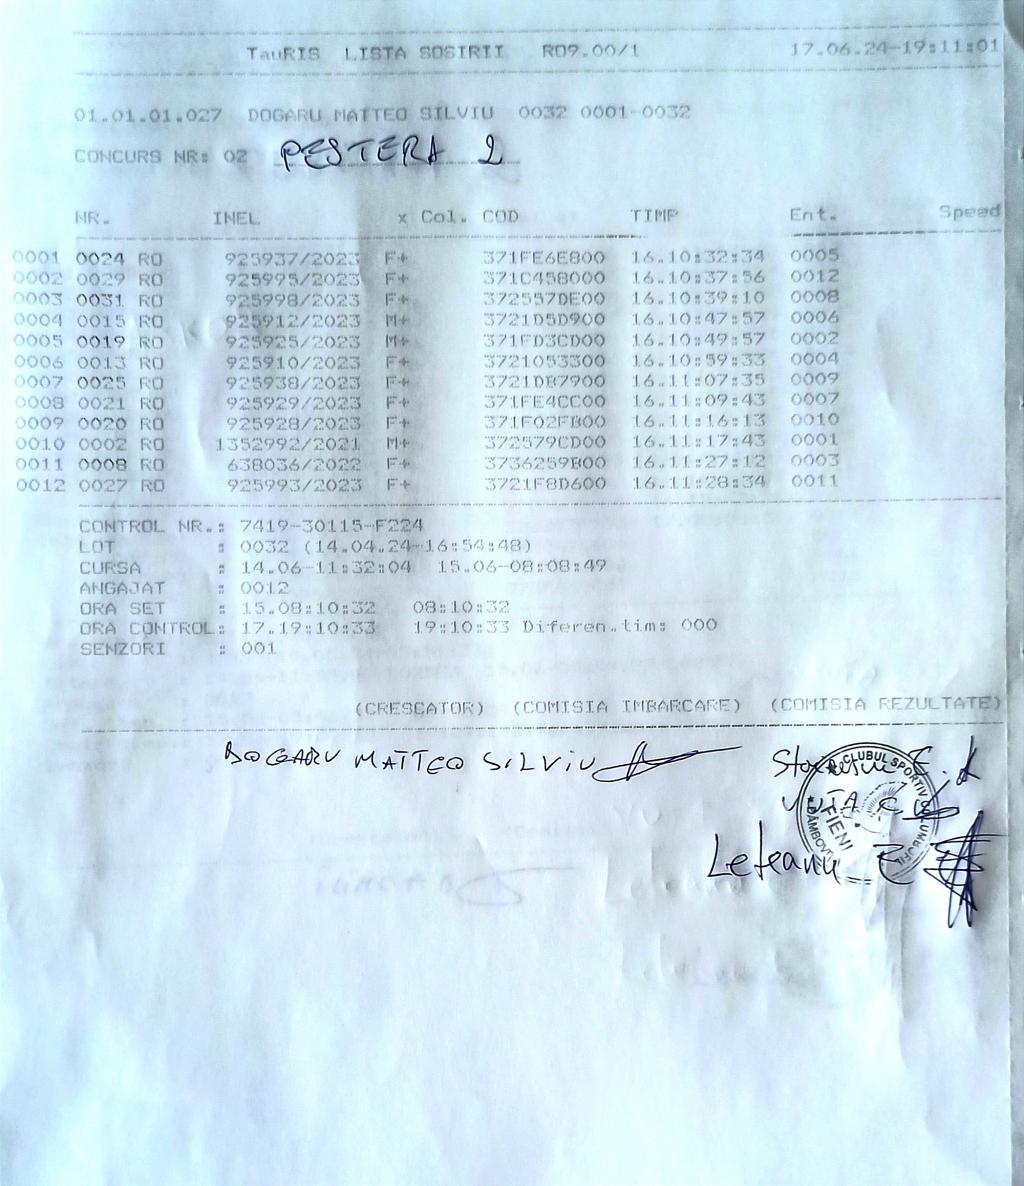 TauRIS LISTA SOSIRII RO9.00/1 17.06.24-19:11:01
01.01.01.027 DOGARU MATTEO SILVIU 0032 0001-0032
CONCURS NR: 02 PESTERA 2
NR. INEL x Col. COD TIMP Ent. Speed
0001 0024 RO 925937/2023 F+ 371FE6E800 16.10:32:34 0005
0002 0029 RO 925995/2023 F+ 371C458000 16.10:37:56 0012
0003 0031 RO 925998/2023 F+ 372557DE00 16.10:39:10 0008
0004 0015 RO 925912/2023 M+ 3721D5D900 16.10:47:57 0006
0005 0019 RO 925925/2023 M+ 371FD3CD00 16.10:49:57 0002
0006 0013 RO 925910/2023 F+ 3721053300 16.10:59:33 0004
0007 0025 RO 925938/2023 F+ 3721DB7900 16.11:07:35 0009
0008 0021 RO 925929/2023 F+ 371FE4CC00 16.11:09:43 0007
0009 0020 RO 925928/2023 F+ 371F02FB00 16.11:16:13 0010
0010 0002 RO 1352992/2021 M+ 372579CD00 16.11:17:43 0001
0011 0008 RO 638036/2022 F+ 3736259B00 16.11:27:12 0003
0012 0027 RO 925993/2023 F+ 3721F8D600 16.11:28:34 0011
CONTROL NR.: 7419-30115-F224
LOT : 0032 (14.04.24-16:54:48)
CURSA : 14.06-11:32:04 15.06-08:08:49
ANGAJAT : 0012
ORA SET : 15.08:10:32 08:10:32
ORA CONTROL: 17.19:10:33 19:10:33 Diferen.tim: 000
SENZORI : 001
(CRESCATOR) (COMISIA IMBARCARE) (COMISIA REZULTATE)
DOGARU MATTEO SILVIU
CLUBUL SPORTIV
FIENI
Leteanu E